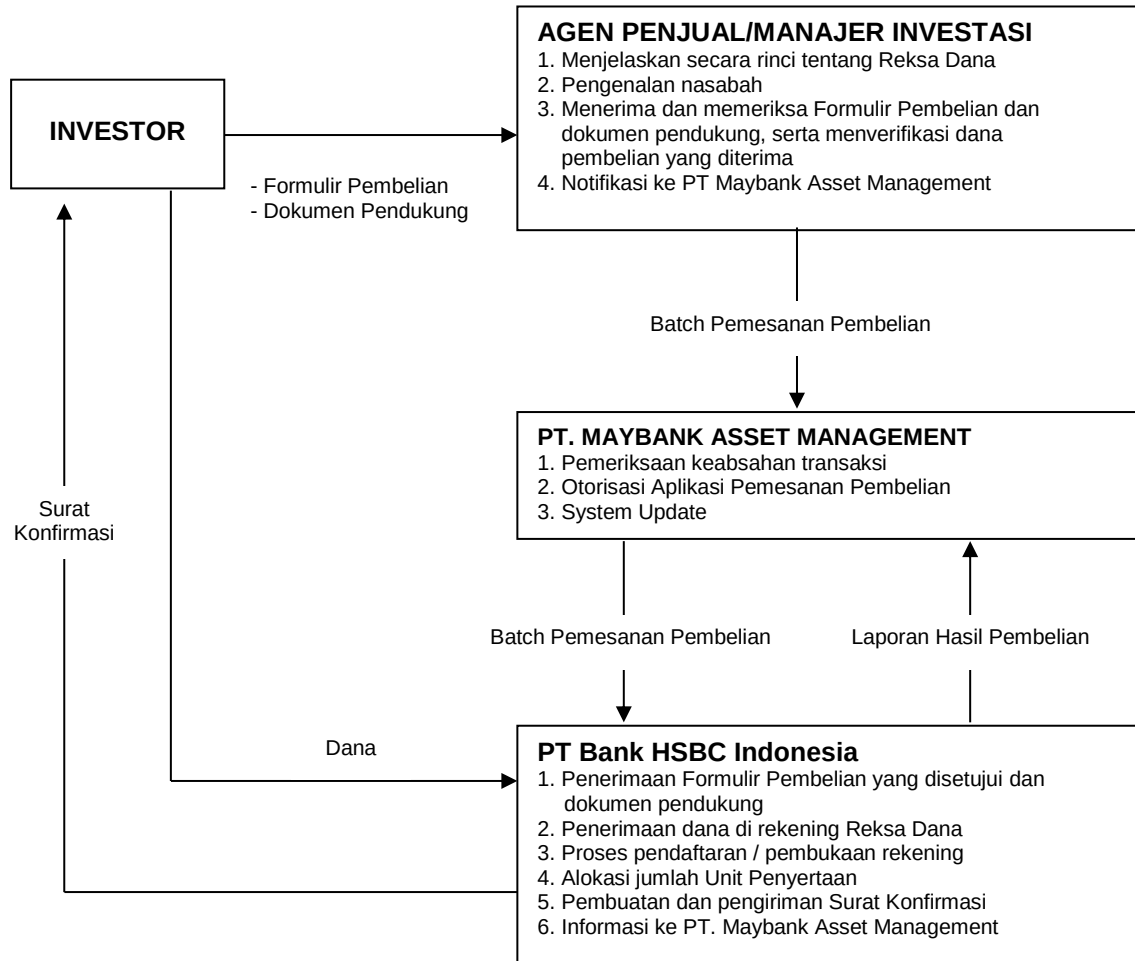 AGEN PENJUAL/MANAJER INVESTASI
1. Menjelaskan secara rinci tentang Reksa Dana
2. Pengenalan nasabah
3. Menerima dan memeriksa Formulir Pembelian dan
dokumen pendukung, serta menverifikasi dana
pembelian yang diterima
4. Notifikasi ke PT Maybank Asset Management
INVESTOR
- Formulir Pembelian
- Dokumen Pendukung
Batch Pemesanan Pembelian
PT. MAYBANK ASSET MANAGEMENT
1. Pemeriksaan keabsahan transaksi
2. Otorisasi Aplikasi Pemesanan Pembelian
3. System Update
Surat
Konfirmasi
Batch Pemesanan Pembelian
Laporan Hasil Pembelian
Dana
PT Bank HSBC Indonesia
1. Penerimaan Formulir Pembelian yang disetujui dan
dokumen pendukung
2. Penerimaan dana di rekening Reksa Dana
3. Proses pendaftaran / pembukaan rekening
4. Alokasi jumlah Unit Penyertaan
5. Pembuatan dan pengiriman Surat Konfirmasi
6. Informasi ke PT. Maybank Asset Management